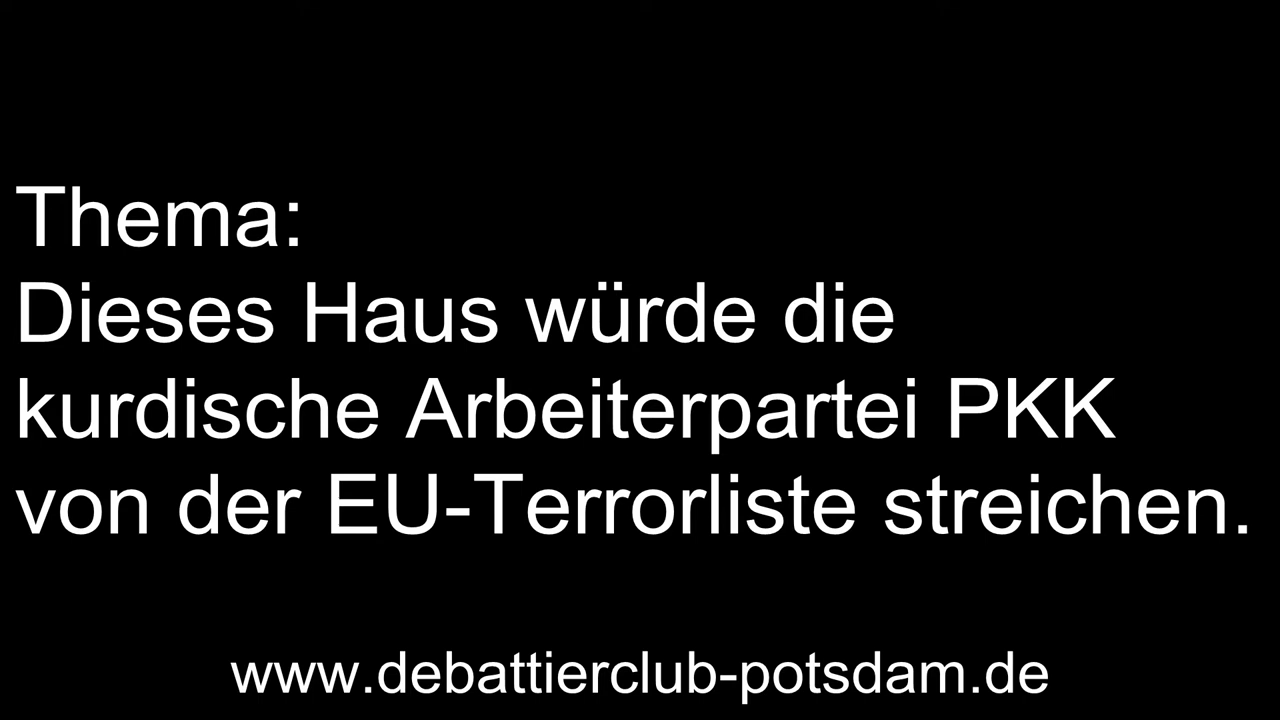 Thema:
Dieses Haus würde die
kurdische Arbeiterpartei PKK
von der EU-Terrorliste streichen.
www.debattierclub-potsdam.de